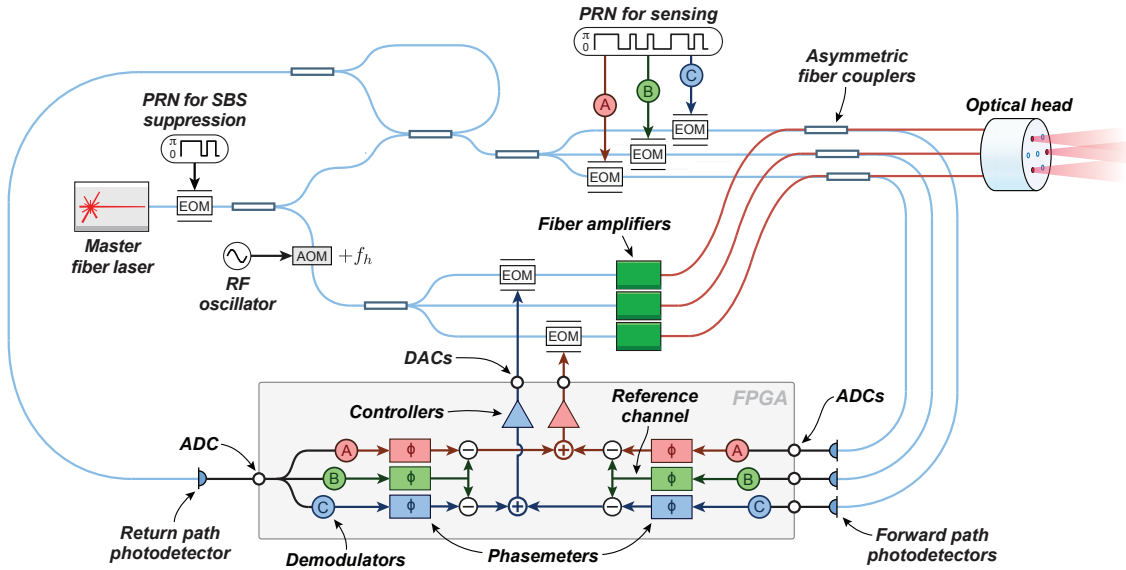 PRN for sensing
π
0
A
B
C
EOM
EOM
EOM
Asymmetric
fiber couplers
Optical head
PRN for SBS
suppression
π
0
EOM
Master
fiber laser
RF
oscillator
AOM
+f_h
Fiber amplifiers
EOM
EOM
DACs
FPGA
Controllers
Reference
channel
ADCs
ADC
A
ϕ
−
+
−
ϕ
A
B
ϕ
ϕ
B
C
ϕ
−
+
−
ϕ
C
Return path
photodetector
Demodulators
Phasemeters
Forward path
photodetectors